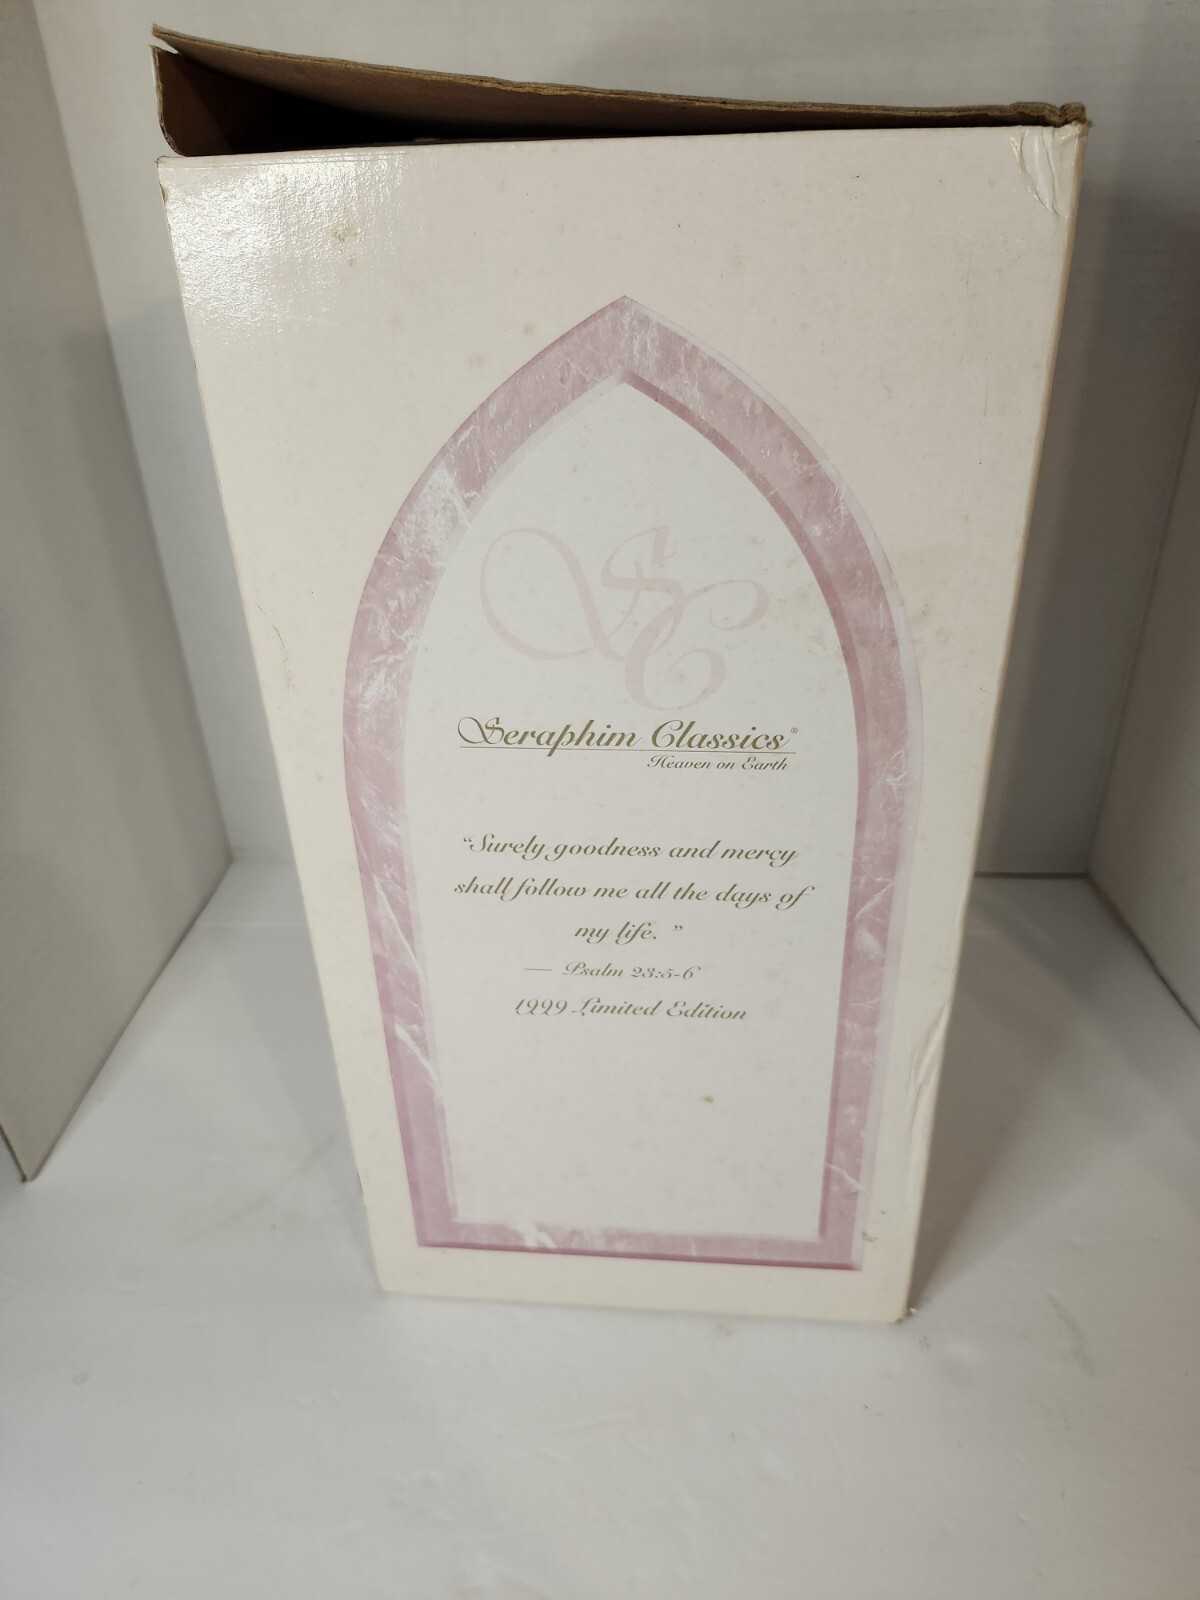 SC
Seraphim Classics®
Heaven on Earth
“Surely goodness and mercy
shall follow me all the days of
my life. ”
— Psalm 23:5-6
1999 Limited Edition